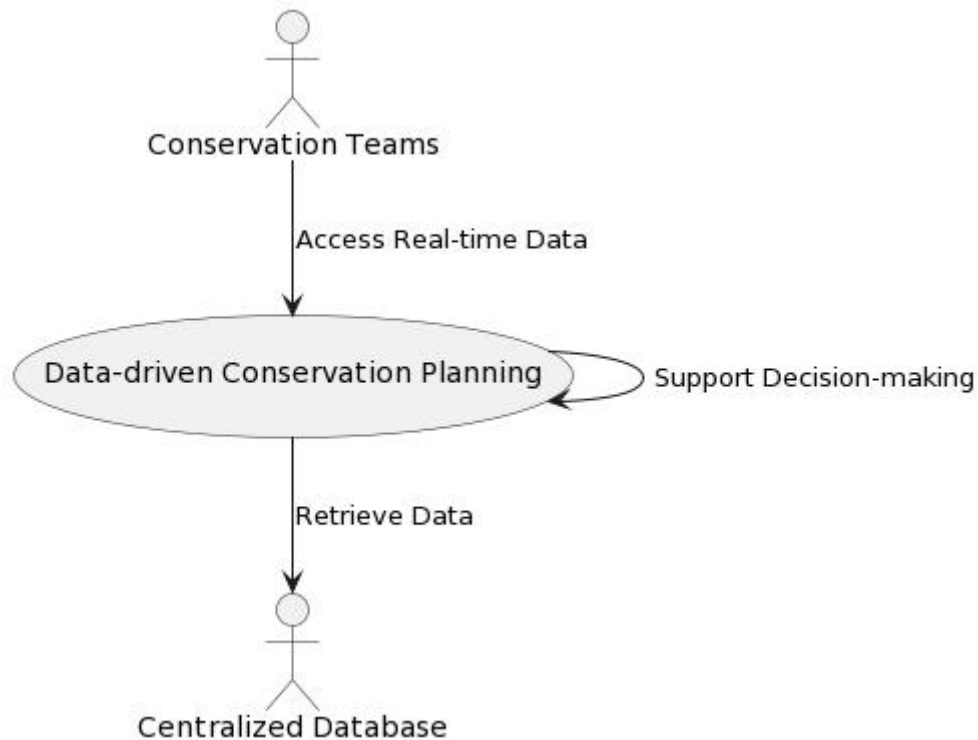 Conservation Teams
Access Real-time Data
Data-driven Conservation Planning
Support Decision-making
Retrieve Data
Centralized Database